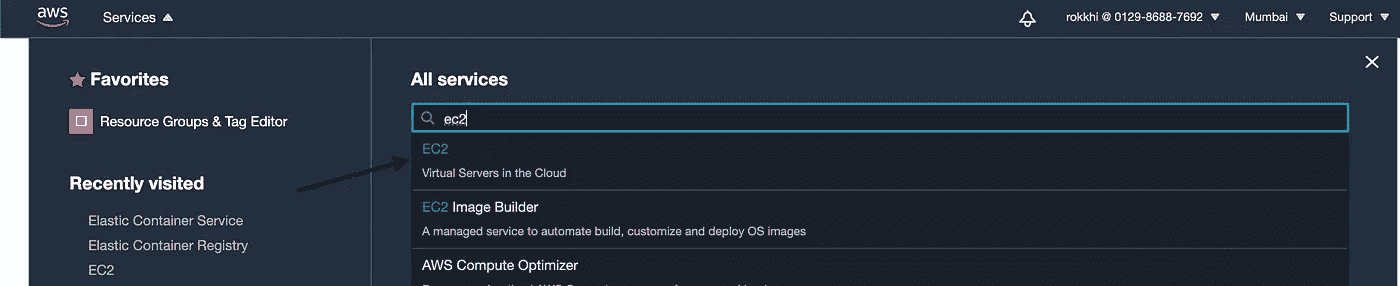 aws Services rokkhi @ 0129-8688-7692 Mumbai Support
Favorites
Resource Groups & Tag Editor
Recently visited
Elastic Container Service
Elastic Container Registry
EC2
All services
ec2
EC2
Virtual Servers in the Cloud
EC2 Image Builder
A managed service to automate build, customize and deploy OS images
AWS Compute Optimizer